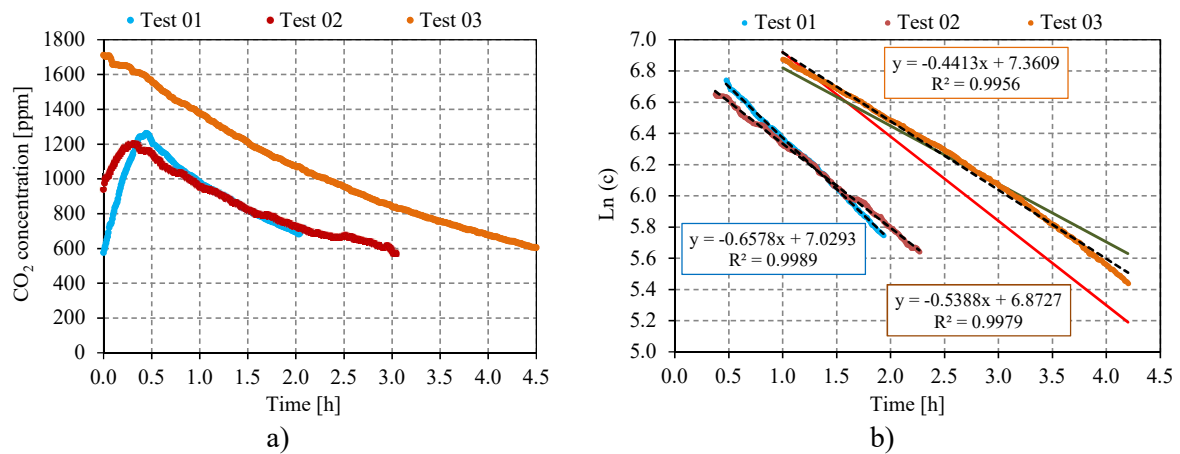 Test 01 Test 02 Test 03
CO₂ concentration [ppm]
1800
1600
1400
1200
1000
800
600
400
200
0
0.0 0.5 1.0 1.5 2.0 2.5 3.0 3.5 4.0 4.5
Time [h]
a)
Test 01 Test 02 Test 03
Ln (c)
7.0
6.8
6.6
6.4
6.2
6.0
5.8
5.6
5.4
5.2
5.0
y = -0.4413x + 7.3609
R² = 0.9956
y = -0.6578x + 7.0293
R² = 0.9989
y = -0.5388x + 6.8727
R² = 0.9979
0.0 0.5 1.0 1.5 2.0 2.5 3.0 3.5 4.0 4.5
Time [h]
b)